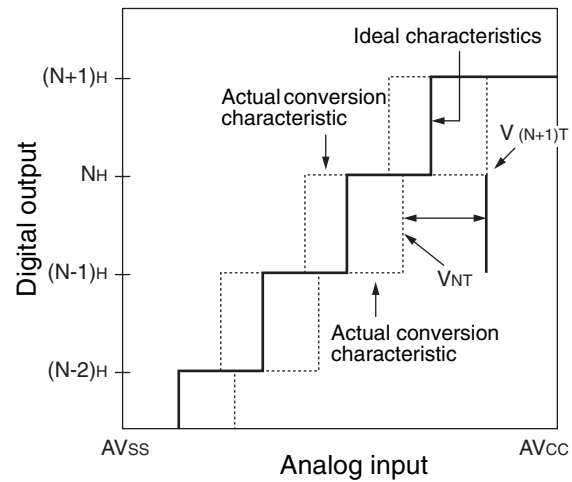 Ideal characteristics
(N+1)H
Actual conversion
characteristic
V (N+1)T
NH
Digital output
(N-1)H
VNT
Actual conversion
characteristic
(N-2)H
AVSS
AVCC
Analog input